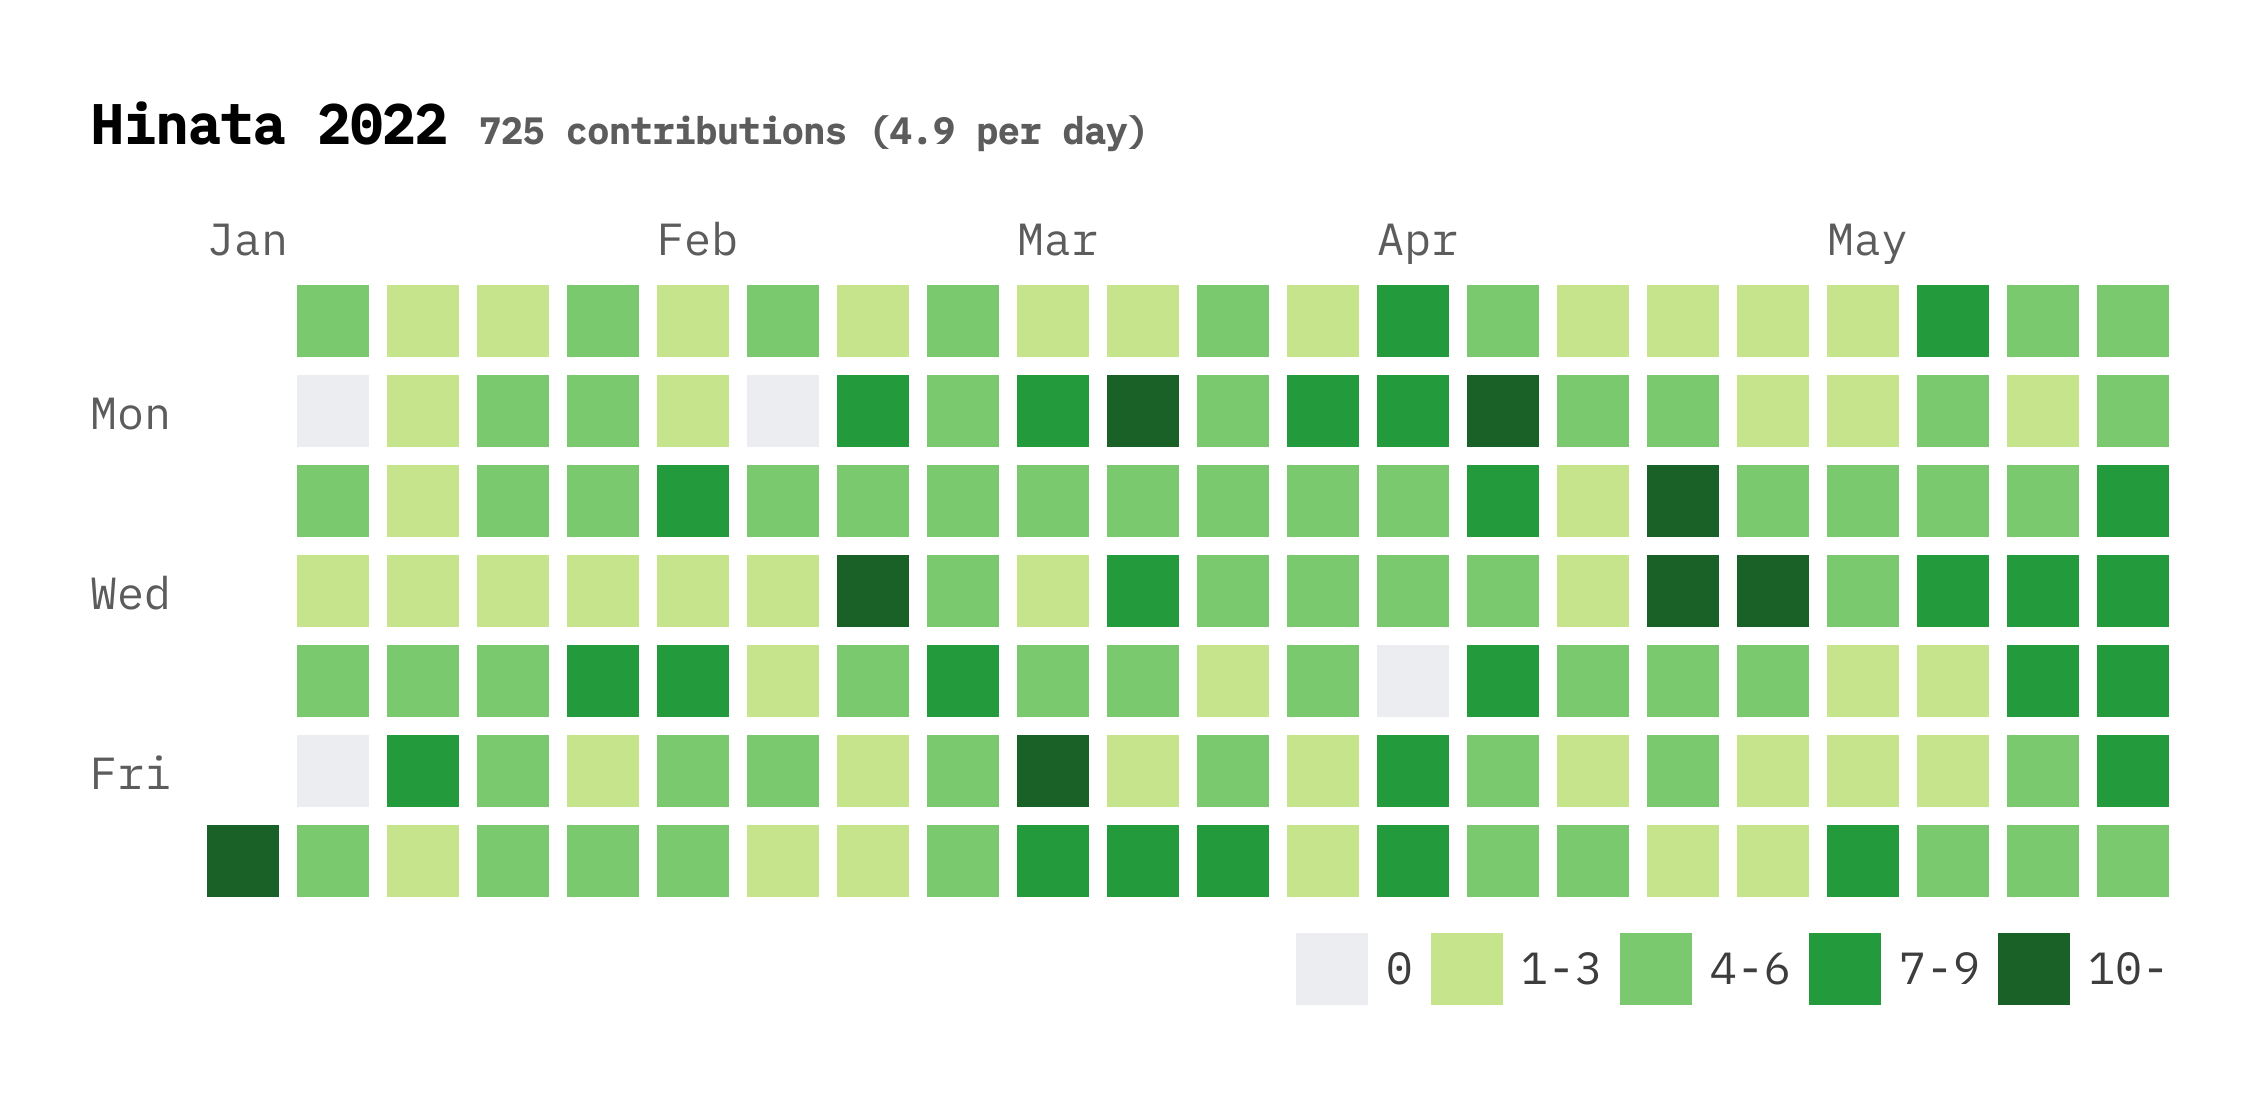 Hinata 2022 725 contributions (4.9 per day)
Jan Feb Mar Apr May
Mon
Wed
Fri
0 1-3 4-6 7-9 10-